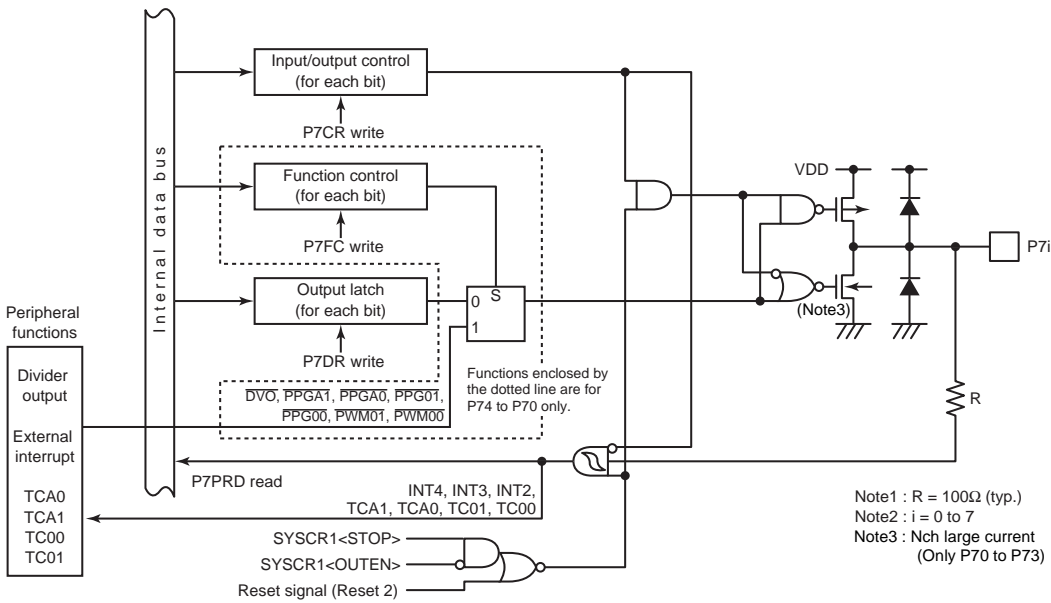 Internal data bus
Input/output control
(for each bit)
P7CR write
Function control
(for each bit)
P7FC write
Output latch
(for each bit)
P7DR write
0
S
1
VDD
P7i
(Note3)
R
Peripheral
functions
Divider
output
External
interrupt
TCA0
TCA1
TC00
TC01
Functions enclosed by
the dotted line are for
P74 to P70 only.
DVO, PPGA1, PPGA0, PPG01,
PPG00, PWM01, PWM00
P7PRD read
INT4, INT3, INT2,
TCA1, TCA0, TC01, TC00
SYSCR1<STOP>
SYSCR1<OUTEN>
Reset signal (Reset 2)
Note1 : R = 100Ω (typ.)
Note2 : i = 0 to 7
Note3 : Nch large current
(Only P70 to P73)